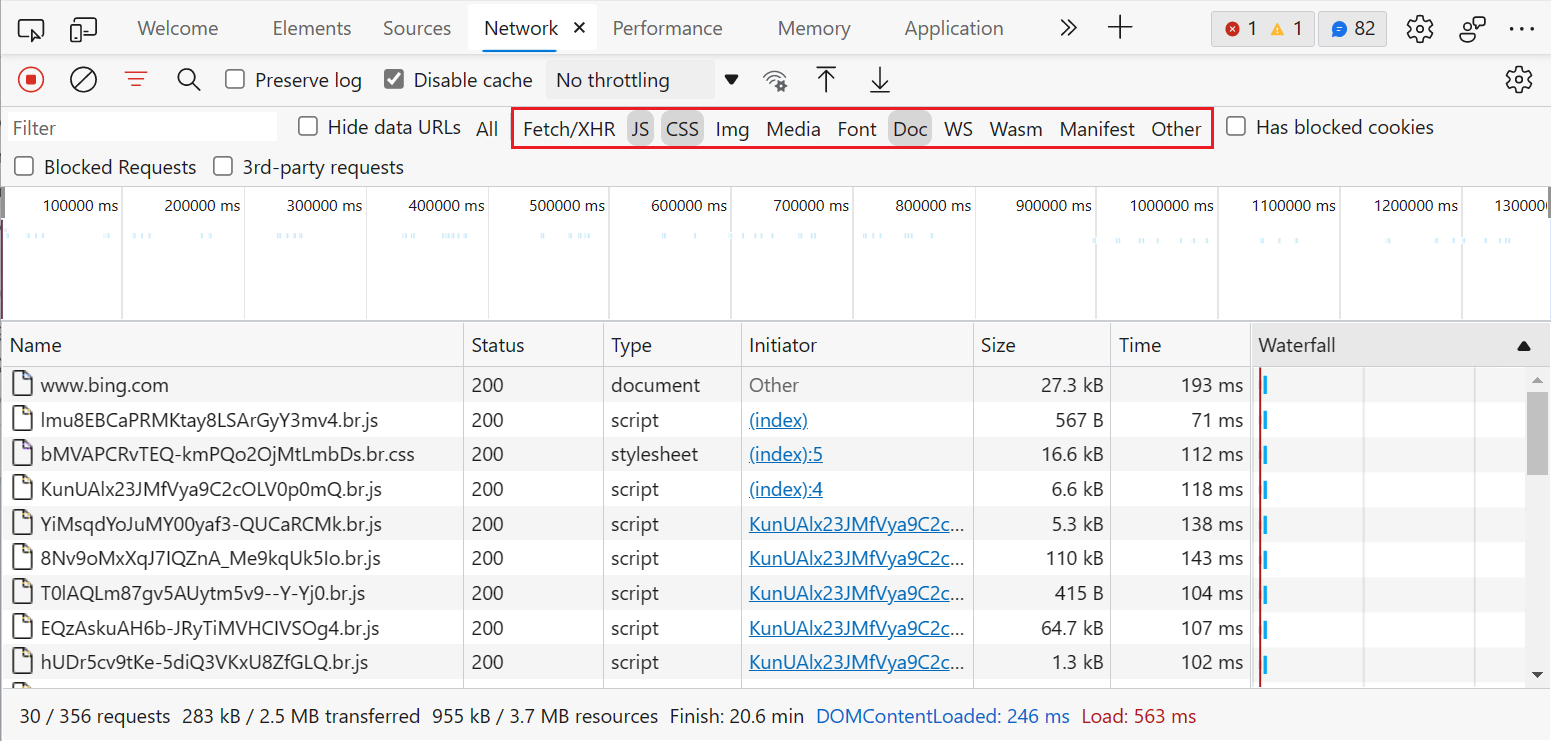 Welcome Elements Sources Network Performance Memory Application 1 1 82
Preserve log Disable cache No throttling
Filter Hide data URLs All Fetch/XHR JS CSS Img Media Font Doc WS Wasm Manifest Other Has blocked cookies
Blocked Requests 3rd-party requests
100000 ms 200000 ms 300000 ms 400000 ms 500000 ms 600000 ms 700000 ms 800000 ms 900000 ms 1000000 ms 1100000 ms 1200000 ms
Name Status Type Initiator Size Time Waterfall
www.bing.com 200 document Other 27.3 kB 193 ms
lmu8EBCaPRMKtay8LSArGyY3mv4.br.js 200 script (index) 567 B 71 ms
bMVAPCRvTEQ-kmPQo2OjMtLmbDs.br.css 200 stylesheet (index):5 16.6 kB 112 ms
KunUAlx23JMfVya9C2cOLV0p0mQ.br.js 200 script (index):4 6.6 kB 118 ms
YiMsqdYoJuMY00yaf3-QUCaRCMk.br.js 200 script KunUAlx23JMfVya9C2c... 5.3 kB 138 ms
8Nv9oMxXqJ7IQZnA_Me9kqUk5Io.br.js 200 script KunUAlx23JMfVya9C2c... 110 kB 143 ms
T0lAQLm87gv5AUytm5v9--Y-Yj0.br.js 200 script KunUAlx23JMfVya9C2c... 415 B 104 ms
EQzAskuAH6b-JRyTiMVHCIVSOg4.br.js 200 script KunUAlx23JMfVya9C2c... 64.7 kB 107 ms
hUDr5cv9tKe-5diQ3VKxU8ZfGLQ.br.js 200 script KunUAlx23JMfVya9C2c... 1.3 kB 102 ms
30 / 356 requests 283 kB / 2.5 MB transferred 955 kB / 3.7 MB resources Finish: 20.6 min DOMContentLoaded: 246 ms Load: 563 ms